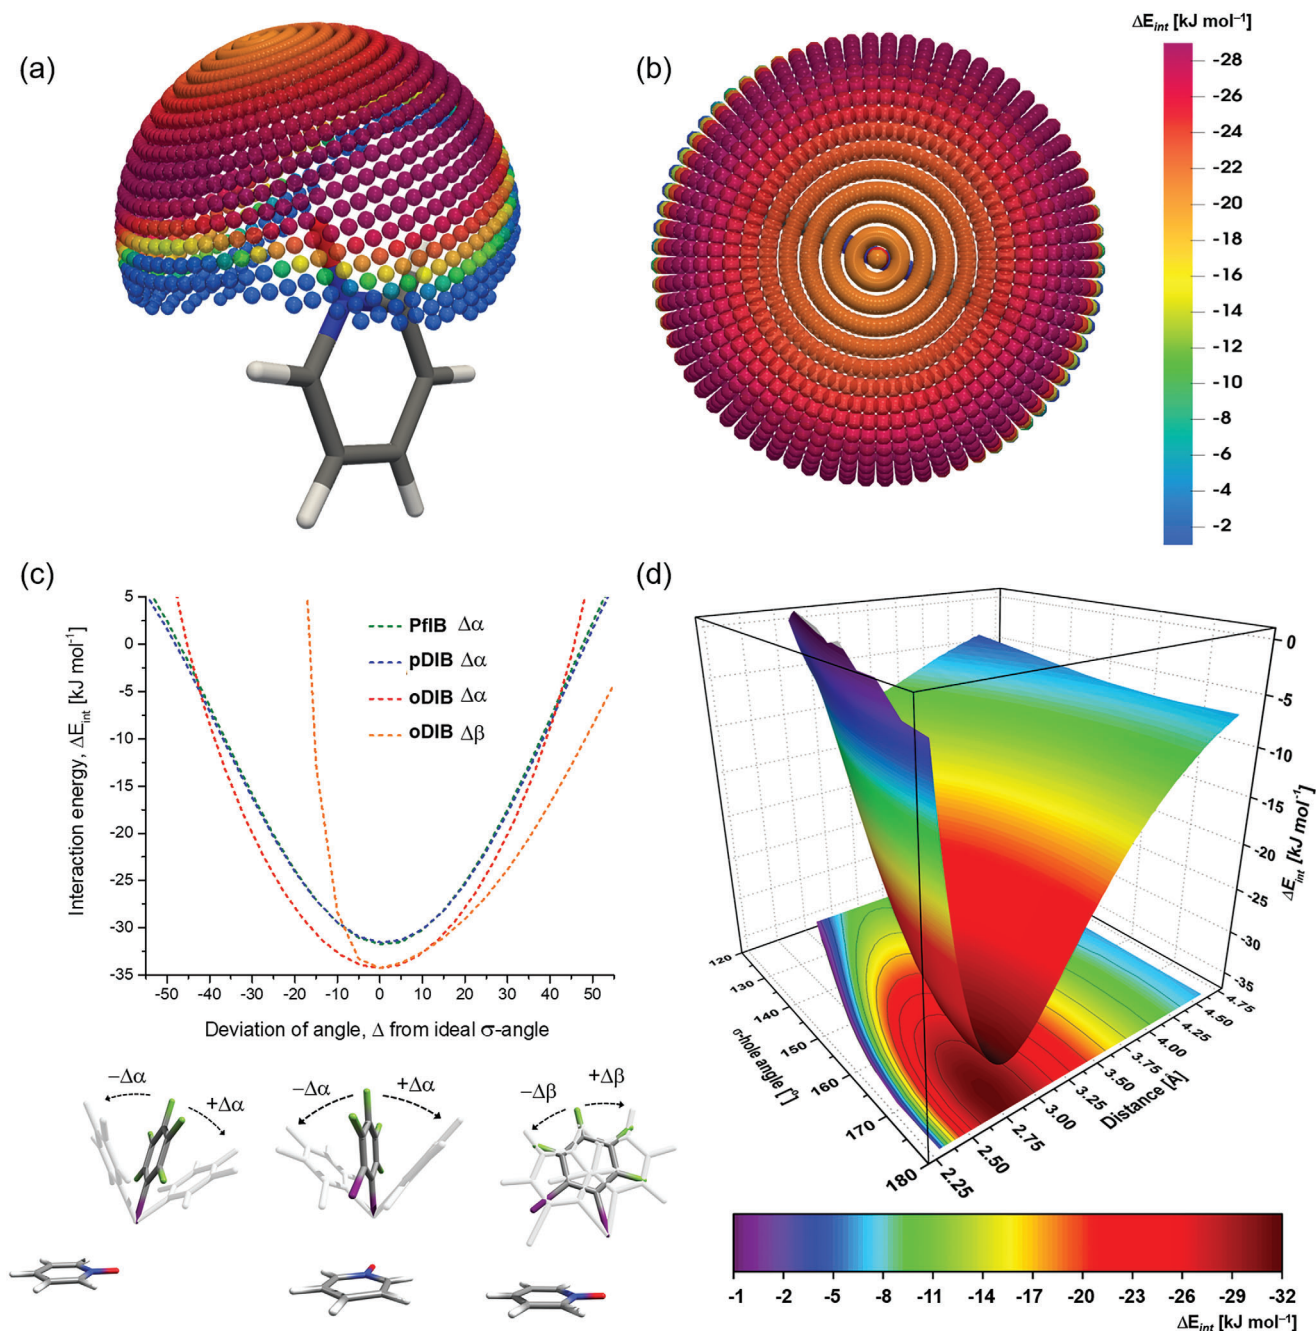 (a)
(b)
ΔE_int [kJ mol⁻¹]
-28
-26
-24
-22
-20
-18
-16
-14
-12
-10
-8
-6
-4
-2
(c)
5
0
-5
-10
-15
-20
-25
-30
-35
Interaction energy, ΔE_int [kJ mol⁻¹]
PfIB Δα
pDIB Δα
oDIB Δα
oDIB Δβ
-50 -40 -30 -20 -10 0 10 20 30 40 50
Deviation of angle, Δ from ideal σ-angle
−Δα
+Δα
−Δα
+Δα
−Δβ
+Δβ
(d)
0
-5
-10
-15
-20
-25
-30
-35
ΔE_int [kJ mol⁻¹]
120
130
140
150
160
170
180
σ-hole angle [°]
2.25
2.50
2.75
3.00
3.25
3.50
3.75
4.00
4.25
4.50
4.75
Distance [Å]
-1 -2 -5 -8 -11 -14 -17 -20 -23 -26 -29 -32
ΔE_int [kJ mol⁻¹]